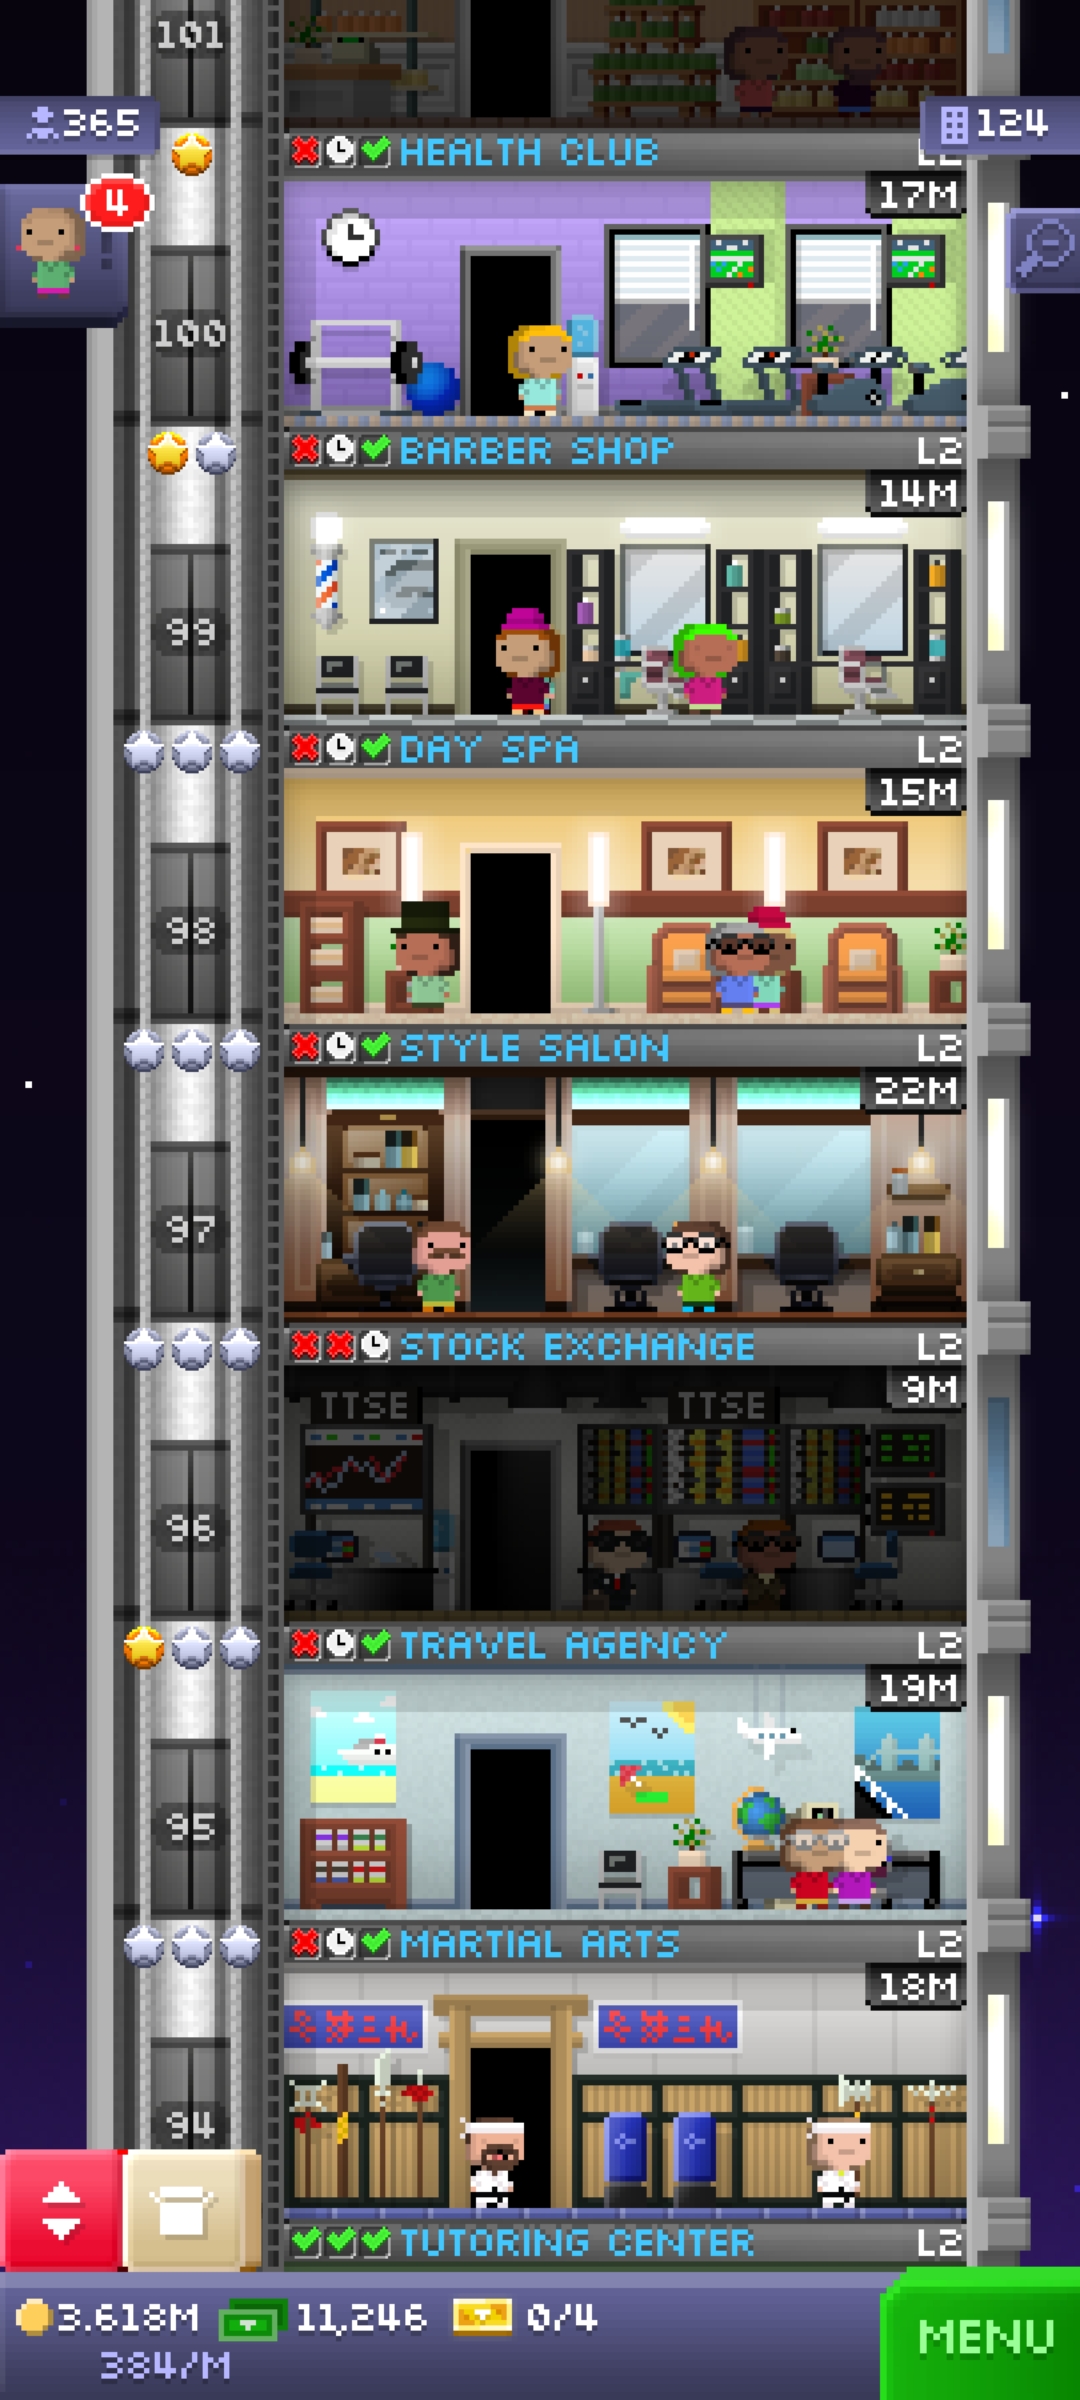 101
365
124
HEALTH CLUB L2
4
17M
100
BARBER SHOP L2
14M
99
DAY SPA L2
15M
98
STYLE SALON L2
22M
97
STOCK EXCHANGE L2
9M
TTSE TTSE
96
TRAVEL AGENCY L2
19M
95
MARTIAL ARTS L2
18M
94
TUTORING CENTER L2
3.618M 11,246 0/4
384/M
MENU